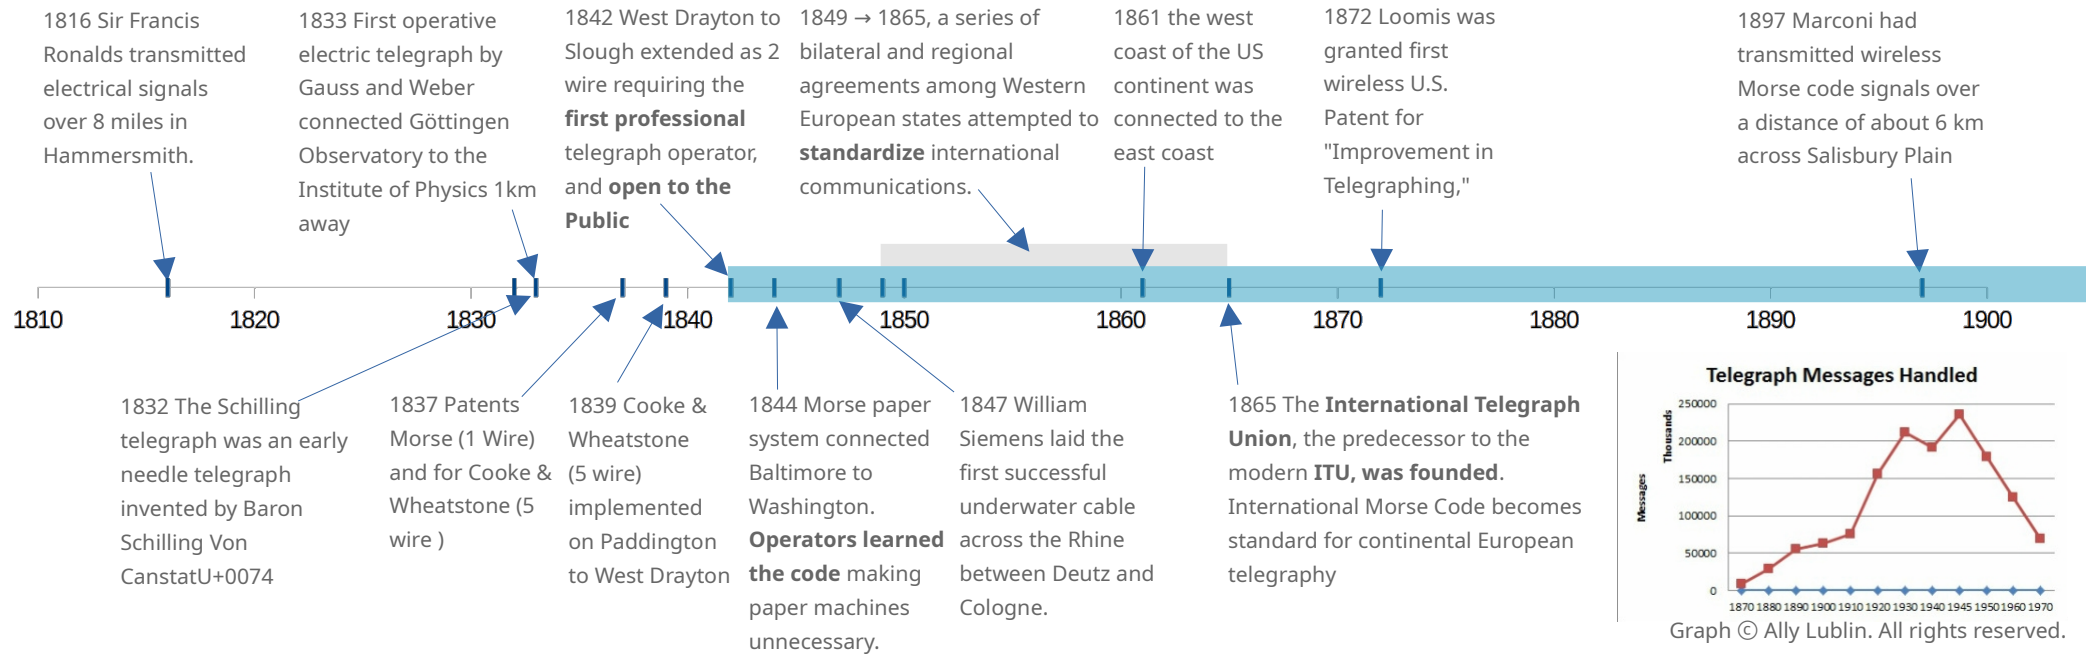 1816 Sir Francis
Ronalds transmitted
electrical signals
over 8 miles in
Hammersmith.
1833 First operative
electric telegraph by
Gauss and Weber
connected Göttingen
Observatory to the
Institute of Physics 1km
away
1842 West Drayton to
Slough extended as 2
wire requiring the
first professional
telegraph operator,
and open to the
Public
1849 → 1865, a series of
bilateral and regional
agreements among Western
European states attempted to
standardize international
communications.
1861 the west
coast of the US
continent was
connected to the
east coast
1872 Loomis was
granted first
wireless U.S.
Patent for
"Improvement in
Telegraphing,"
1897 Marconi had
transmitted wireless
Morse code signals over
a distance of about 6 km
across Salisbury Plain
1810 1820 1830 1840 1850 1860 1870 1880 1890 1900
1832 The Schilling
telegraph was an early
needle telegraph
invented by Baron
Schilling Von
CanstatU+0074
1837 Patents
Morse (1 Wire)
and for Cooke &
Wheatstone (5
wire )
1839 Cooke &
Wheatstone
(5 wire)
implemented
on Paddington
to West Drayton
1844 Morse paper
system connected
Baltimore to
Washington.
Operators learned
the code making
paper machines
unnecessary.
1847 William
Siemens laid the
first successful
underwater cable
across the Rhine
between Deutz and
Cologne.
1865 The International Telegraph
Union, the predecessor to the
modern ITU, was founded.
International Morse Code becomes
standard for continental European
telegraphy
Telegraph Messages Handled
Messages
Thousands
250000
200000
150000
100000
50000
0
1870 1880 1890 1900 1910 1920 1930 1940 1945 1950 1960 1970
Graph ⓒ Ally Lublin. All rights reserved.